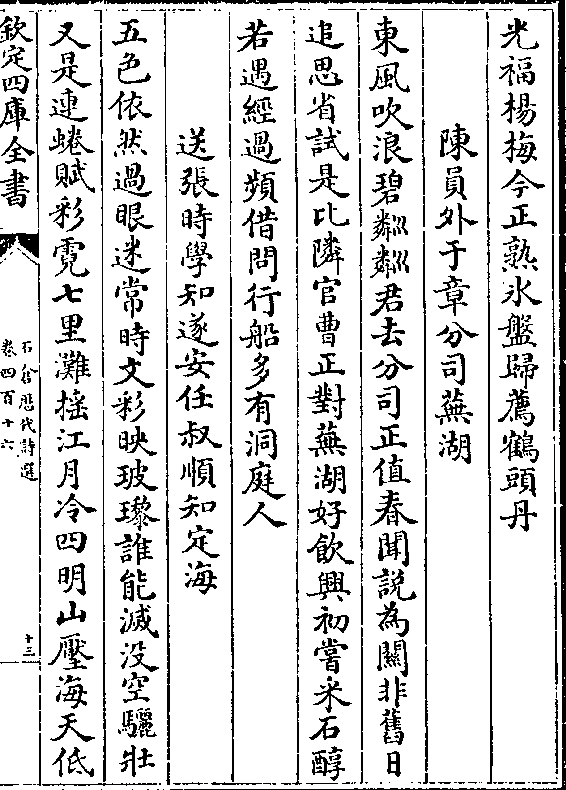 光福楊梅今正熟氷盤歸薦鶴頭丹
陳員外于章分司蕪湖
東風吹浪碧粼粼君去分司正值春聞說為關非舊日
追思省試是比隣官曹正對蕪湖好飲興初嘗米石醇
若遇經過頻借問行船多有洞庭人
送張時學知遂安任叔順知定海
五色依然過眼迷常時文彩映玻瓈誰能滅没空驪壯
又是連蜷賦彩霓七里灘摇江月冷四明山壓海天低
欽定四庫全書
石倉歷代詩選
卷四百十六
十三